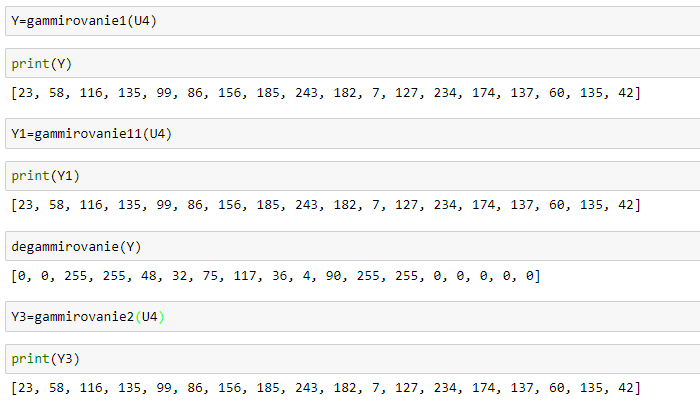 Y=gammirovanie1(U4)
print(Y)
[23, 58, 116, 135, 99, 86, 156, 185, 243, 182, 7, 127, 234, 174, 137, 60, 135, 42]
Y1=gammirovanie11(U4)
print(Y1)
[23, 58, 116, 135, 99, 86, 156, 185, 243, 182, 7, 127, 234, 174, 137, 60, 135, 42]
degammirovanie(Y)
[0, 0, 255, 255, 48, 32, 75, 117, 36, 4, 90, 255, 255, 0, 0, 0, 0, 0]
Y3=gammirovanie2(U4)
print(Y3)
[23, 58, 116, 135, 99, 86, 156, 185, 243, 182, 7, 127, 234, 174, 137, 60, 135, 42]